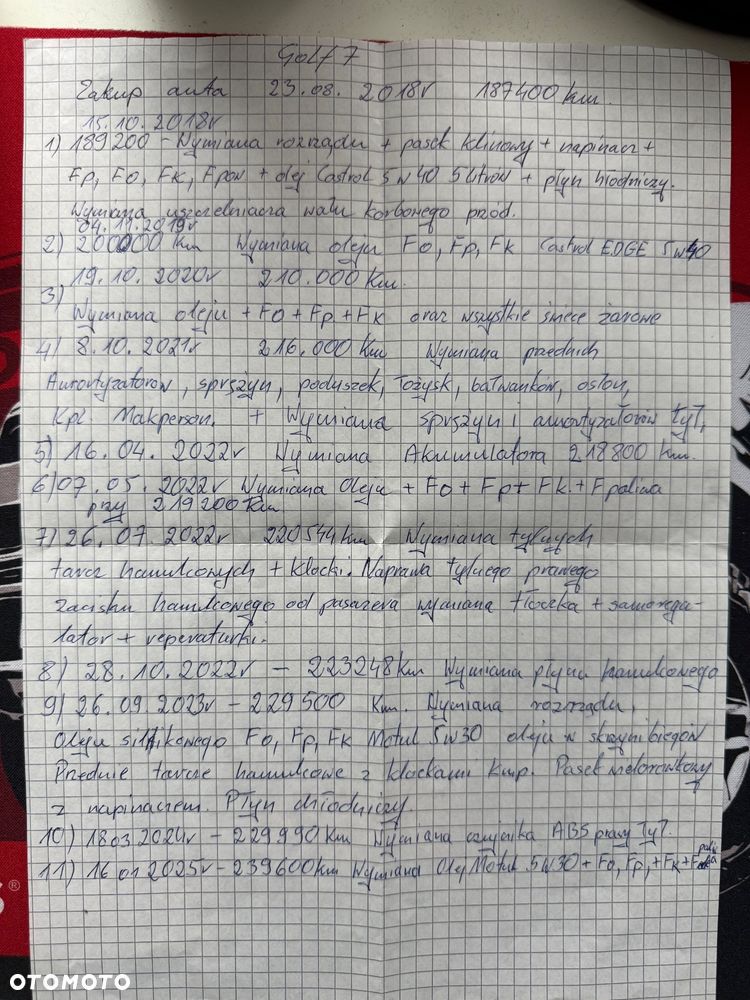 Golf 7
Zakup auta 23.08. 2018r 187400 km.
15.10.2018r
1) 189200 - Wymiana rozrządu + pasek klinowy + napinacz +
Fp, Fo, Fk, Fpow + olej Castrol 5w40 5 litrów + płyn chłodniczy.
Wymiana uszczelniacza wału korbowego przód.
04.11.2019r
2) 200000 km Wymiana oleju Fo, Fp, Fk Castrol EDGE 5w40
19.10.2020r 210.000 km.
3)
Wymiana oleju + Fo + Fp + Fk oraz wszystkie świece żarowe
4) 8.10.2021r 216.000 km Wymiana przednich
Amortyzatorów, sprężyn, poduszek, łożysk, bałwanków, osłon,
Kpl. Makperson. + Wymiana sprężyn i amortyzatorów tył,
5) 16.04.2022r Wymiana Akumulatora 218800 km.
6) 07.05.2022r Wymiana Oleju + Fo + Fp + Fk. + F paliwa
przy 219200 km.
7) 26.07.2022r 220544 km Wymiana tylnych
tarcz hamulcowych + klocki. Naprawa tylnego prawego
zacisku hamulcowego od pasażera wymiana tłoczka + samoregu-
lator + reperaturki.
8) 28.10.2022r - 223248 km Wymiana płynu hamulcowego
9) 26.09.2023r - 229500 km. Wymiana rozrządu,
Oleju silnikowego Fo, Fp, Fk Motul 5w30 oleju w skrzyni biegów
Przednie tarcze hamulcowe z klockami kmp. Pasek wielorowkowy
z napinaczem. Płyn chłodniczy.
10) 18.03.2024r - 229990 km Wymiana czujnika ABS prawy tył.
11) 16.01.2025r - 239600 km Wymiana Olej Motul 5w30 + Fo, Fp, + Fk + F
®
OTOMOTO